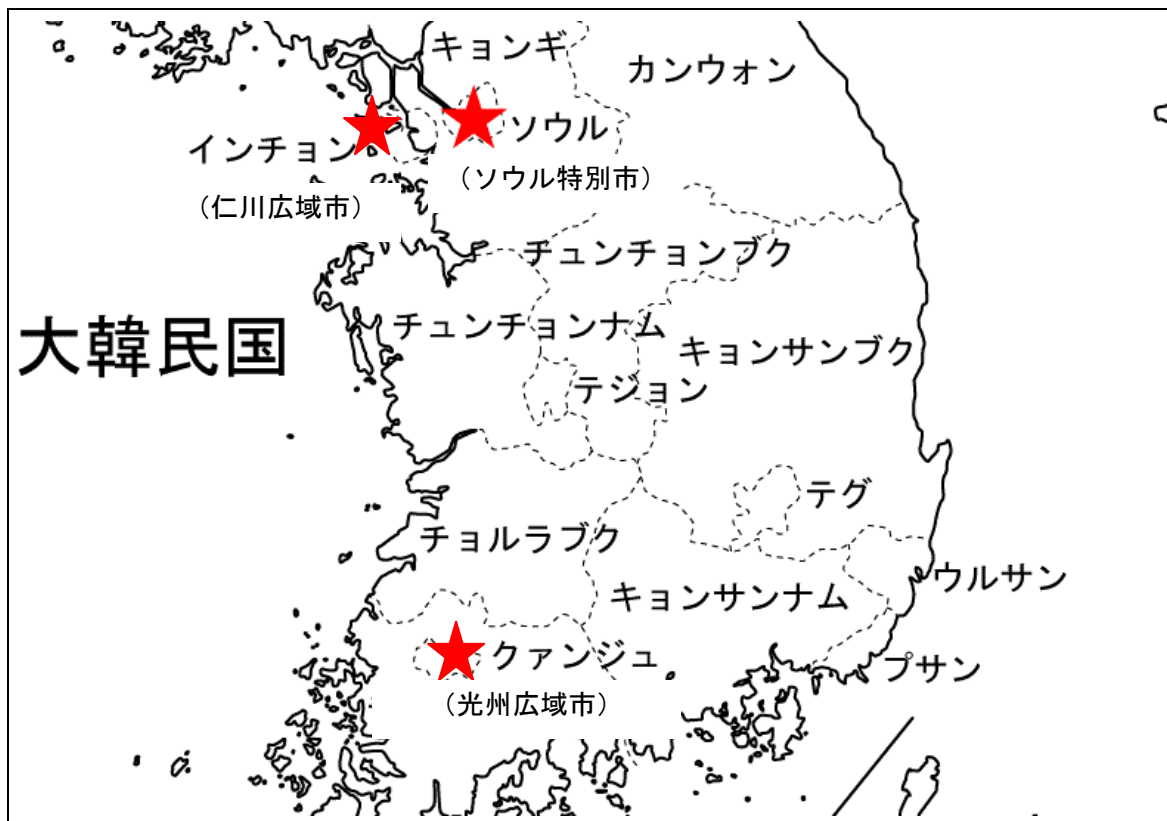 キョンギ
カンウォン
ソウル
インチョン
（ソウル特別市）
（仁川広域市）
チュンチョンブク
チュンチョンナム
大韓民国
キョンサンブク
テジョン
テグ
チョルラブク
ウルサン
キョンサンナム
クァンジュ
プサン
（光州広域市）